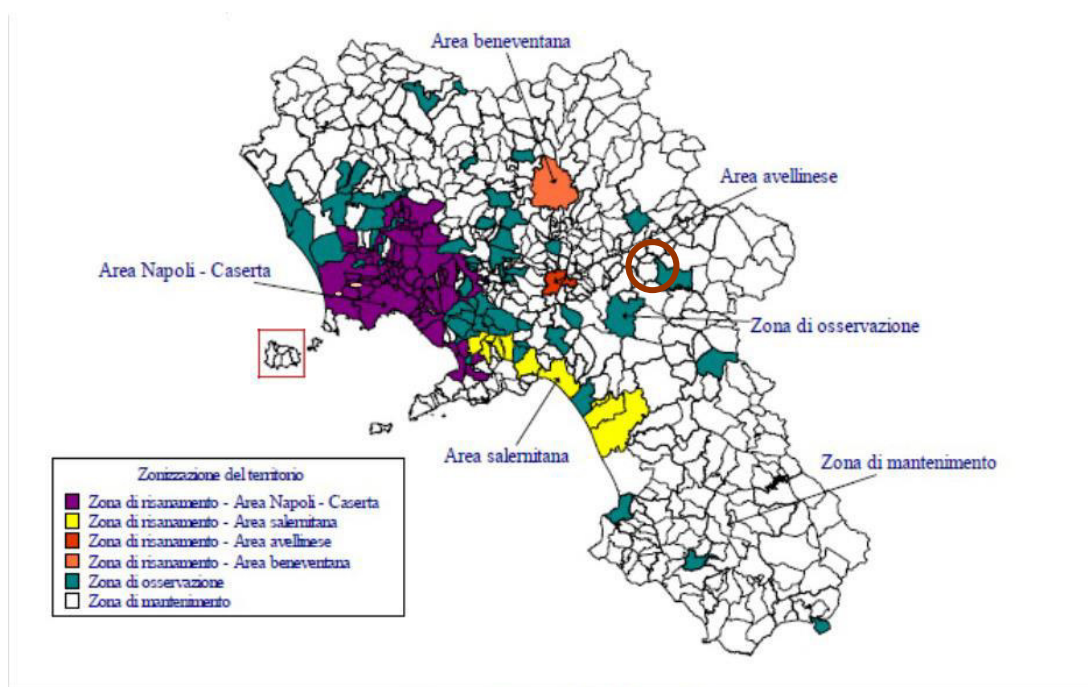 Area beneventana
Area avellinese
Area Napoli - Caserta
Zona di osservazione
Area salernitana
Zona di mantenimento
Zonizzazione del territorio
Zona di risanamento - Area Napoli - Caserta
Zona di risanamento - Area salernitana
Zona di risanamento - Area avellinese
Zona di risanamento - Area beneventana
Zona di osservazione
Zona di mantenimento